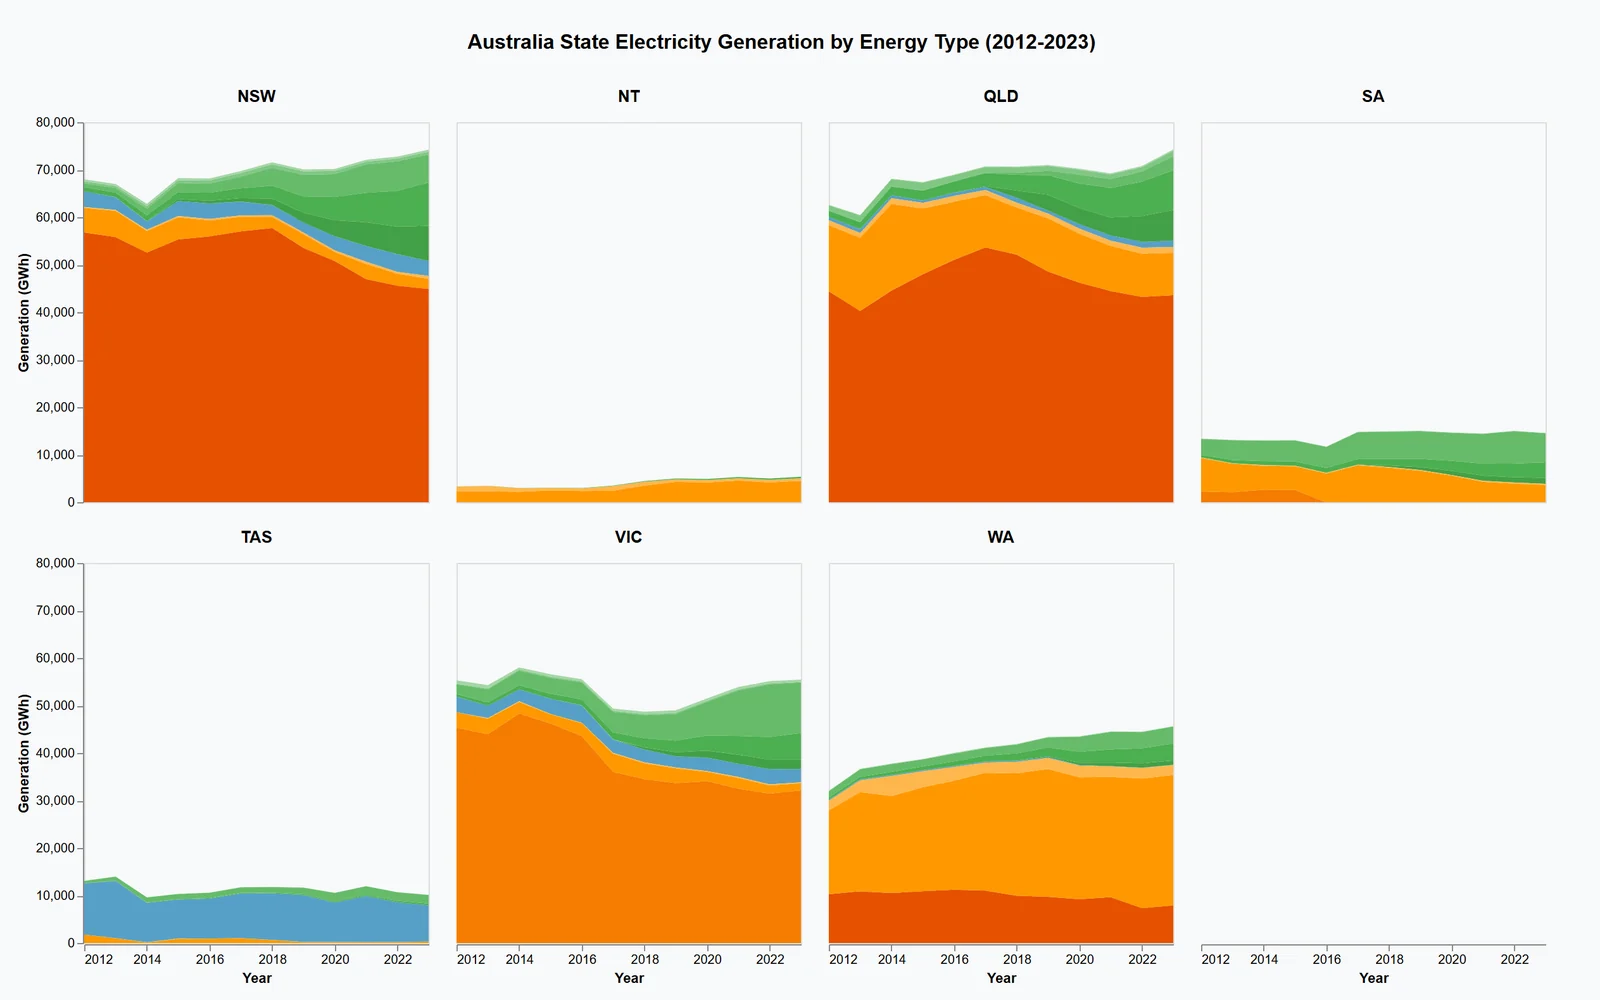 Australia State Electricity Generation by Energy Type (2012-2023)
NSW
NT
QLD
SA
80,000
70,000
60,000
50,000
40,000
30,000
20,000
10,000
0
Generation (GWh)
TAS
VIC
WA
80,000
70,000
60,000
50,000
40,000
30,000
20,000
10,000
0
Generation (GWh)
2012 2014 2016 2018 2020 2022
2012 2014 2016 2018 2020 2022
2012 2014 2016 2018 2020 2022
2012 2014 2016 2018 2020 2022
Year
Year
Year
Year